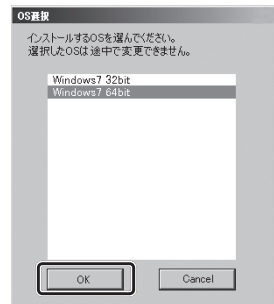 OS選択
インストールするOSを選んでください。
選択したOSは途中で変更できません。
Windows7 32bit
Windows7 64bit
OK
Cancel